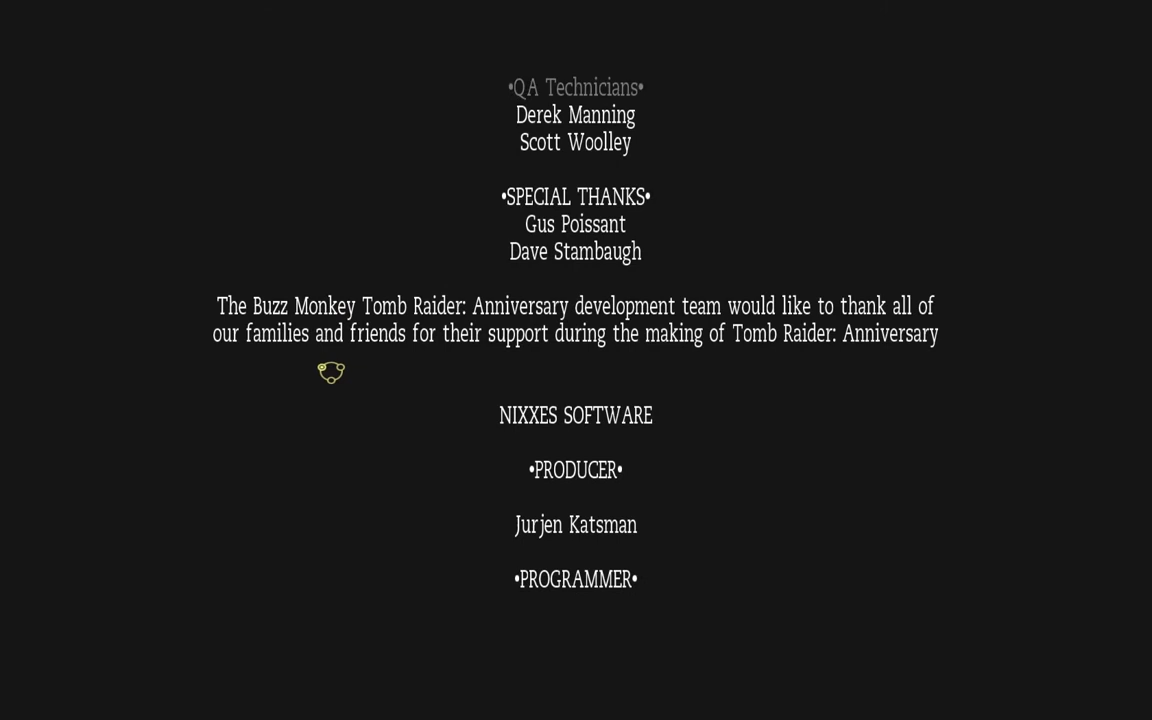 •QA Technicians•
Derek Manning
Scott Woolley
•SPECIAL THANKS•
Gus Poissant
Dave Stambaugh
The Buzz Monkey Tomb Raider: Anniversary development team would like to thank all of
our families and friends for their support during the making of Tomb Raider: Anniversary
NIXXES SOFTWARE
•PRODUCER•
Jurjen Katsman
•PROGRAMMER•